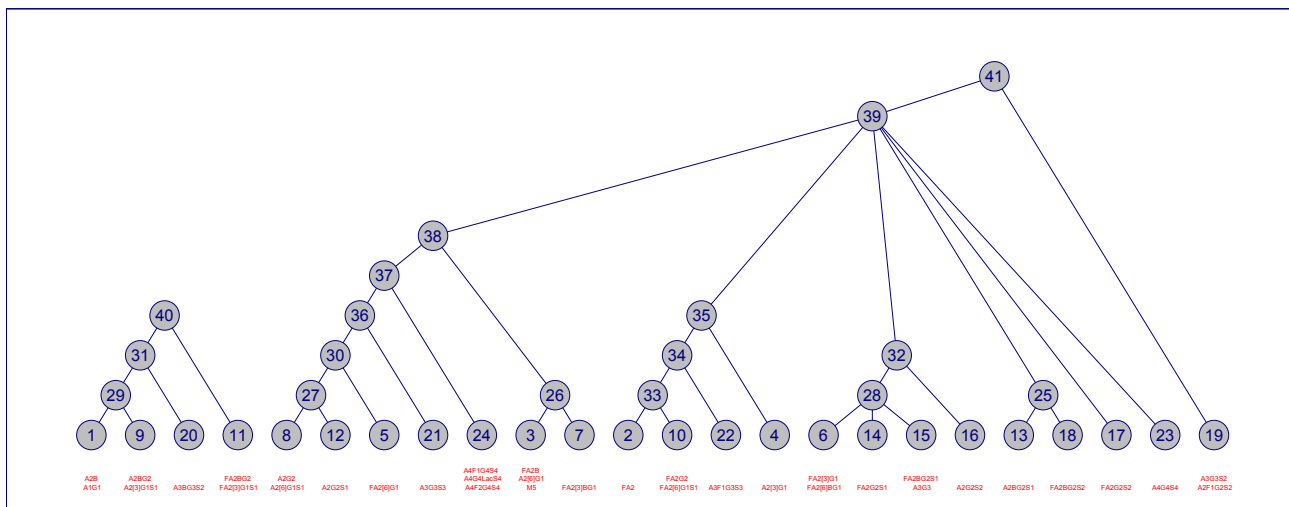 41
39
38
37
40 36 35
31 30 34 32
29 27 26 33 28 25
1 9 20 11 8 12 5 21 24 3 7 2 10 22 4 6 14 15 16 13 18 17 23 19
A4F1G4S4 FA2B
A2B A2BG2 FA2BG2 A2G2 A4G4LacS4 A2[6]G1 FA2G2 FA2[3]G1 FA2BG2S1 A3G3S2
A1G1 A2[3]G1S1 A3BG3S2 FA2[3]G1S1 A2[6]G1S1 A2G2S1 FA2[6]G1 A3G3S3 A4F2G4S4 M5 FA2[3]BG1 FA2 FA2[6]G1S1 A3F1G3S3 A2[3]G1 FA2[6]BG1 FA2G2S1 A3G3 A2G2S2 A2BG2S1 FA2BG2S2 FA2G2S2 A4G4S4 A2F1G2S2